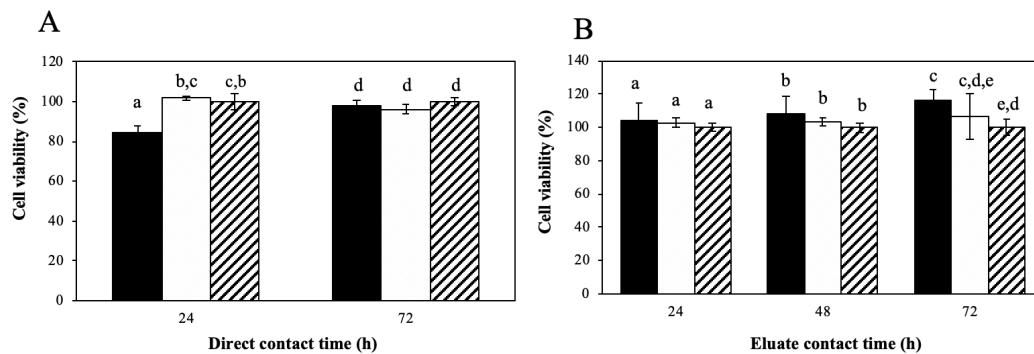 A
Cell viability (%)
120
100
80
60
40
20
0
a
b,c
c,b
d
d
d
24
72
Direct contact time (h)
B
Cell viability (%)
140
120
100
80
60
40
20
0
a
a
a
b
b
b
c
c,d,e
e,d
24
48
72
Eluate contact time (h)